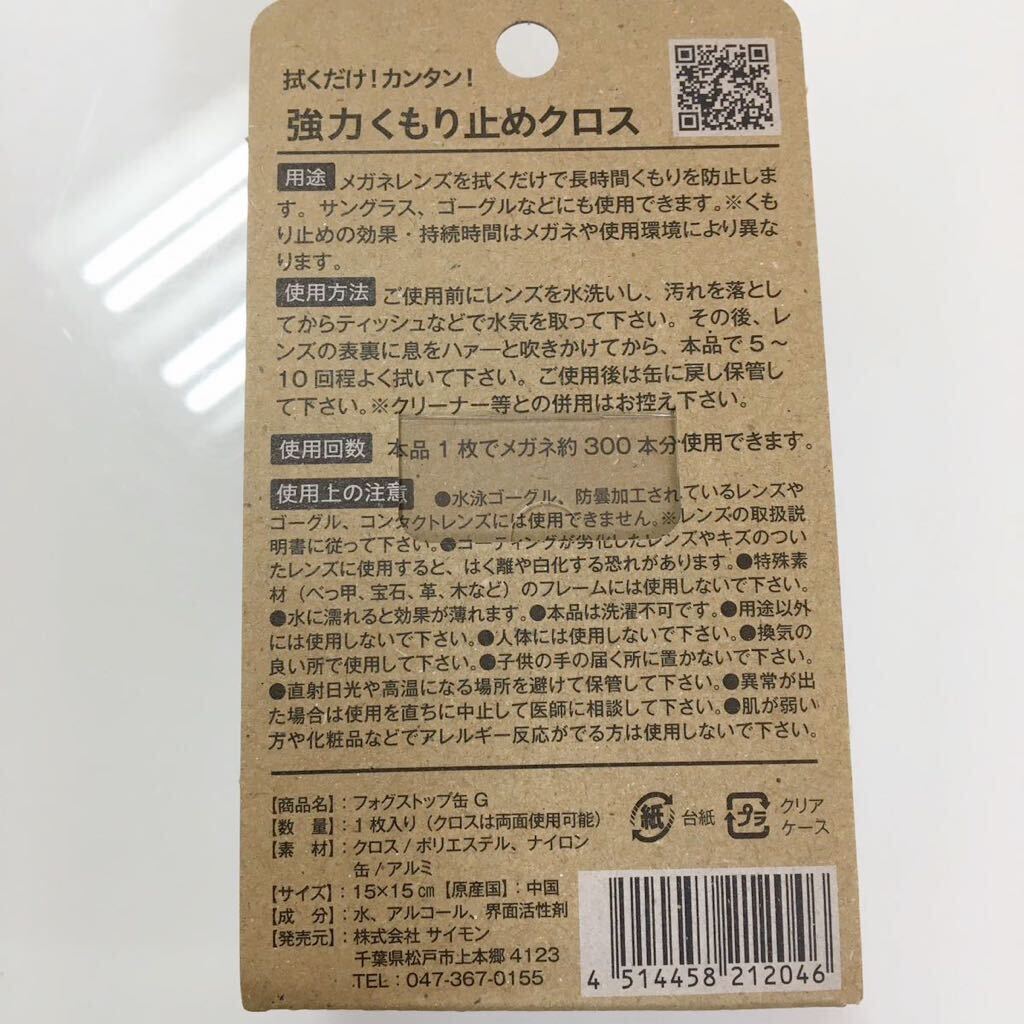 拭くだけ!カンタン!
強力くもり止めクロス
用途 メガネレンズを拭くだけで長時間くもりを防止しま
す。サングラス、ゴーグルなどにも使用できます。※くも
り止めの効果・持続時間はメガネや使用環境により異な
ります。
使用方法 ご使用前にレンズを水洗いし、汚れを落とし
てからティッシュなどで水気を取って下さい。その後、レ
ンズの表裏に息をハァーと吹きかけてから、本品で5〜
10回程よく拭いて下さい。ご使用後は缶に戻し保管し
て下さい。※クリーナー等との併用はお控え下さい。
使用回数 本品1枚でメガネ約300本分使用できます。
使用上の注意 ●水泳ゴーグル、防曇加工されているレンズや
ゴーグル、コンタクトレンズには使用できません。※レンズの取扱説
明書に従って下さい。●コーティングが劣化したレンズやキズのつい
たレンズに使用すると、はく離や白化する恐れがあります。●特殊素
材(べっ甲、宝石、革、木など)のフレームには使用しないで下さい。
●水に濡れると効果が薄れます。●本品は洗濯不可です。●用途以外
には使用しないで下さい。●人体には使用しないで下さい。●換気の
良い所で使用して下さい。●子供の手の届く所に置かないで下さい。
●直射日光や高温になる場所を避けて保管して下さい。●異常が出
た場合は使用を直ちに中止して医師に相談して下さい。●肌が弱い
方や化粧品などでアレルギー反応がでる方は使用しないで下さい。
【商品名】:フォグストップ缶G
【数 量】:1枚入り(クロスは両面使用可能)
【素 材】:クロス/ポリエステル、ナイロン
缶/アルミ
【サイズ】:15×15㎝【原産国】:中国
【成 分】:水、アルコール、界面活性剤
【発売元】:株式会社 サイモン
千葉県松戸市上本郷4123
TEL:047-367-0155
紙 台紙 プラ クリア
ケース
4 514458 212046